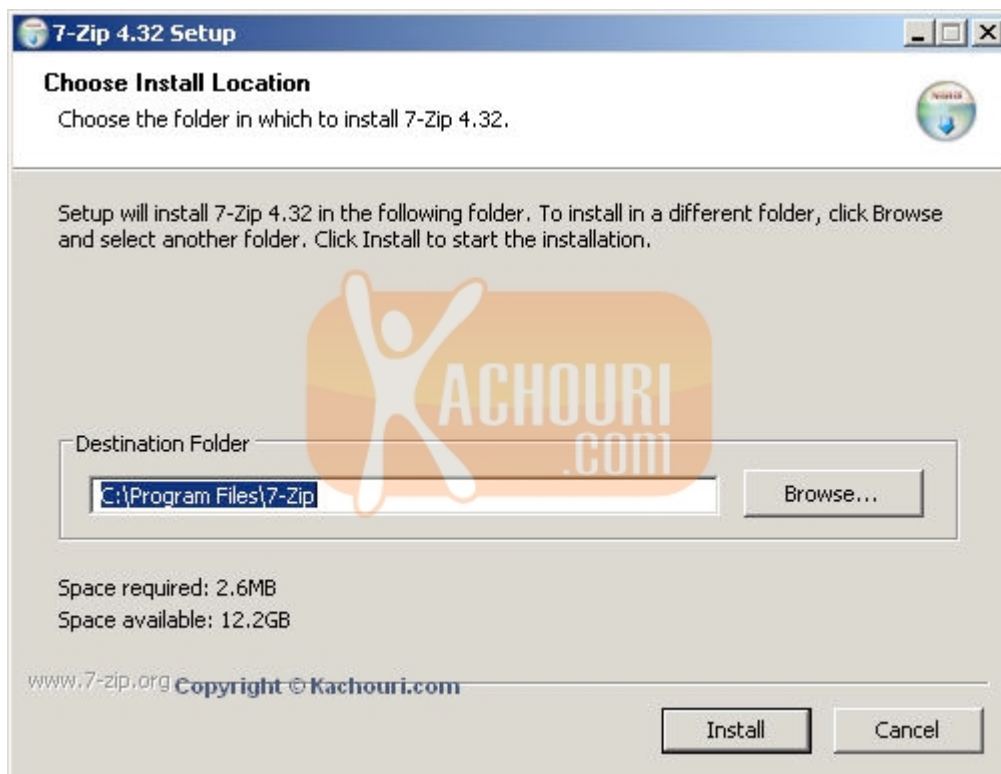 7-Zip 4.32 Setup
Choose Install Location
Choose the folder in which to install 7-Zip 4.32.
Setup will install 7-Zip 4.32 in the following folder. To install in a different folder, click Browse
and select another folder. Click Install to start the installation.
KACHOURI
.com
Destination Folder
C:\Program Files\7-Zip
Browse...
Space required: 2.6MB
Space available: 12.2GB
www.7-zip.org Copyright © Kachouri.com
Install
Cancel